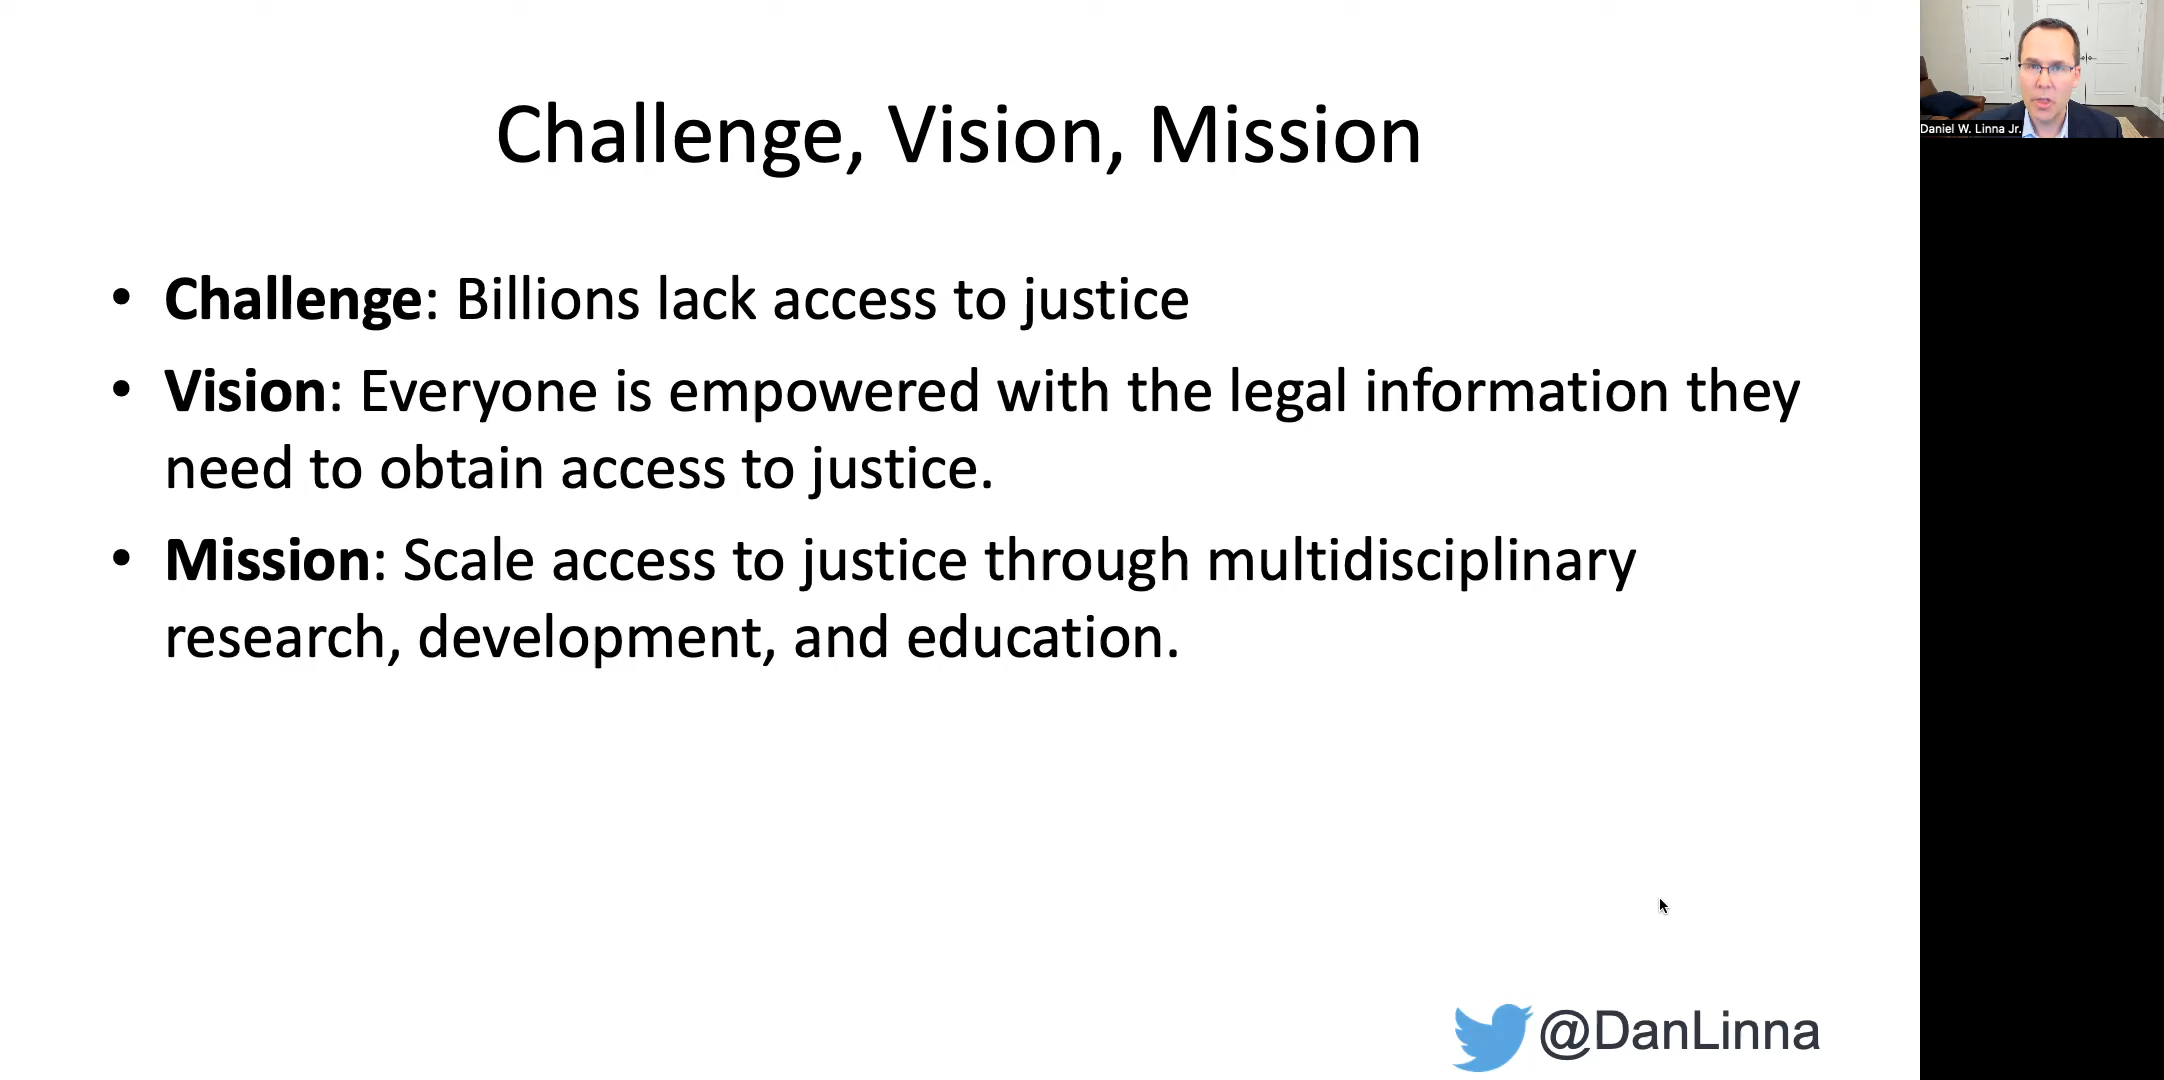 Challenge, Vision, Mission
• Challenge: Billions lack access to justice
• Vision: Everyone is empowered with the legal information they
need to obtain access to justice.
• Mission: Scale access to justice through multidisciplinary
research, development, and education.
@DanLinna
Daniel W. Linna Jr.